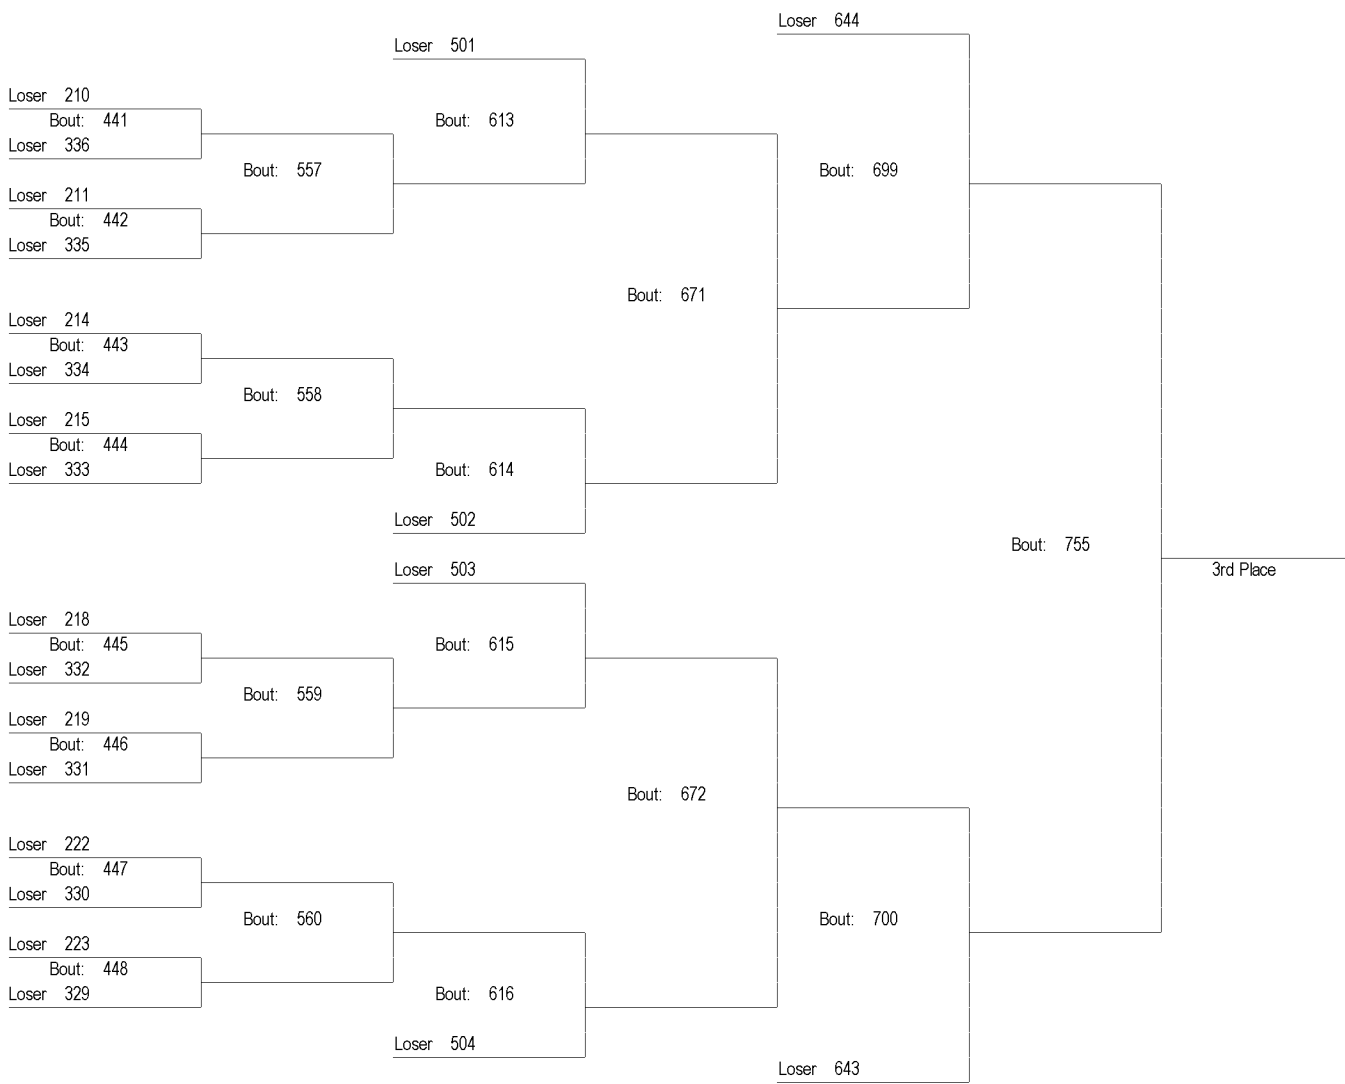 Loser 644
Loser 501
Loser 210
Bout: 441
Bout: 613
Loser 336
Bout: 557
Bout: 699
Loser 211
Bout: 442
Loser 335
Bout: 671
Loser 214
Bout: 443
Loser 334
Bout: 558
Loser 215
Bout: 444
Loser 333
Bout: 614
Loser 502
Bout: 755
Loser 503
3rd Place
Loser 218
Bout: 445
Bout: 615
Loser 332
Bout: 559
Loser 219
Bout: 446
Loser 331
Bout: 672
Loser 222
Bout: 447
Loser 330
Bout: 560
Bout: 700
Loser 223
Bout: 448
Loser 329
Bout: 616
Loser 504
Loser 643